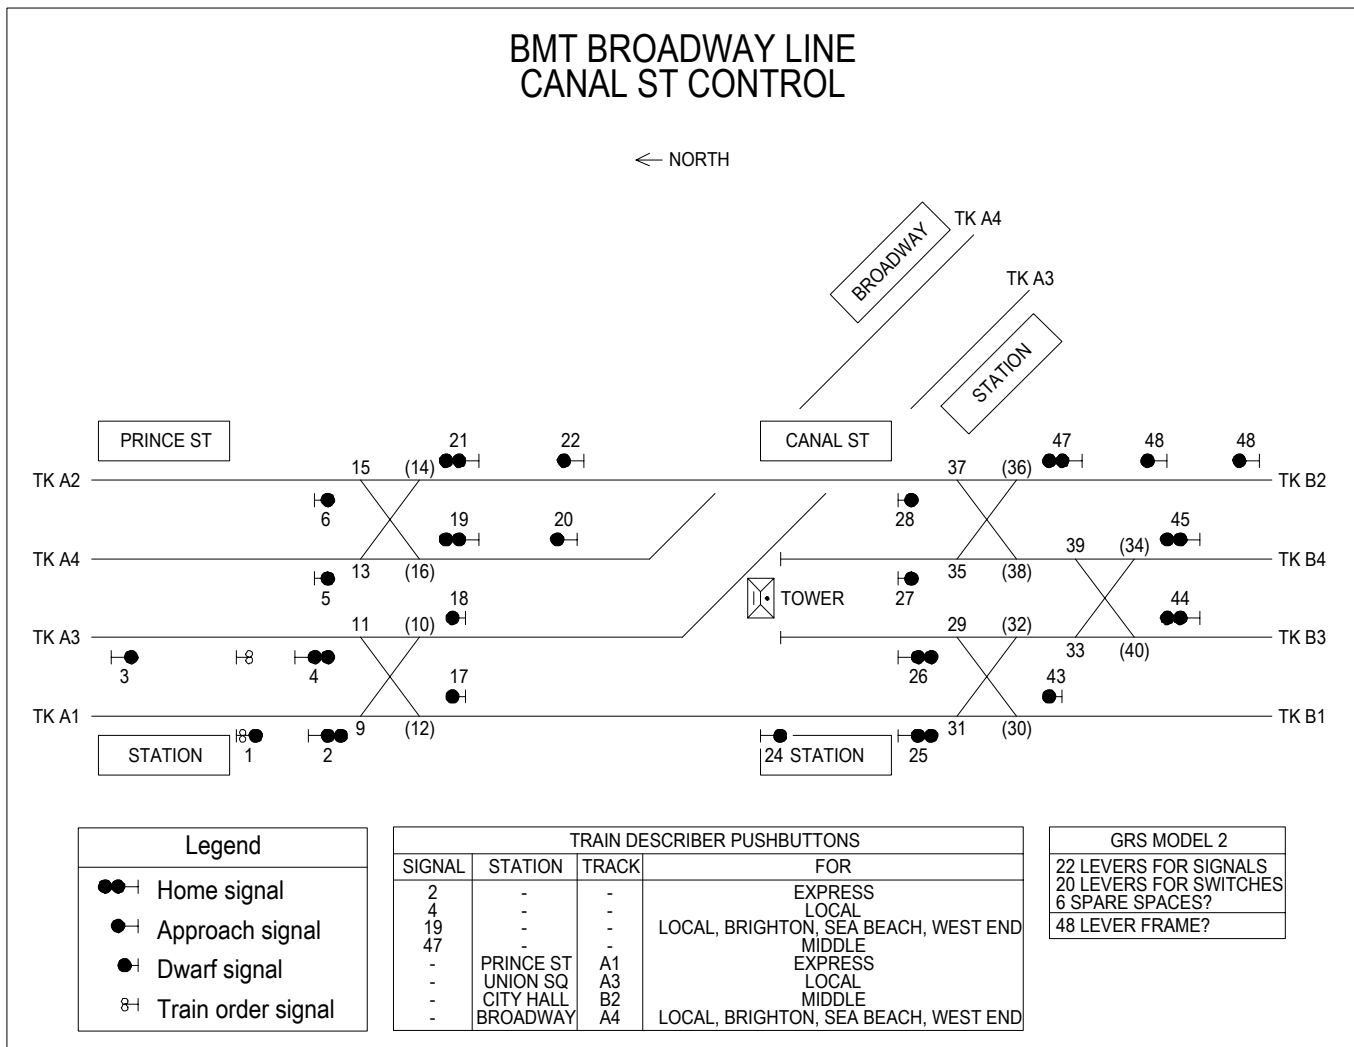 BMT BROADWAY LINE
CANAL ST CONTROL
NORTH
TK A4
BROADWAY
TK A3
STATION
PRINCE ST
21
22
CANAL ST
47
48
48
TK A2
15
(14)
37
(36)
TK B2
6
19
20
28
45
TK A4
13
(16)
35
(38)
39
(34)
TK B4
5
18
TOWER
27
44
TK A3
11
(10)
29
(32)
33
(40)
TK B3
3
4
17
26
43
TK A1
9
(12)
31
(30)
TK B1
STATION
1
2
24 STATION
25
Legend
Home signal
Approach signal
Dwarf signal
Train order signal
TRAIN DESCRIBER PUSHBUTTONS
SIGNAL STATION TRACK FOR
2 - - EXPRESS
4 - - LOCAL
19 - - LOCAL, BRIGHTON, SEA BEACH, WEST END
47 - - MIDDLE
- PRINCE ST A1 EXPRESS
- UNION SQ A3 LOCAL
- CITY HALL B2 MIDDLE
- BROADWAY A4 LOCAL, BRIGHTON, SEA BEACH, WEST END
GRS MODEL 2
22 LEVERS FOR SIGNALS
20 LEVERS FOR SWITCHES
6 SPARE SPACES?
48 LEVER FRAME?